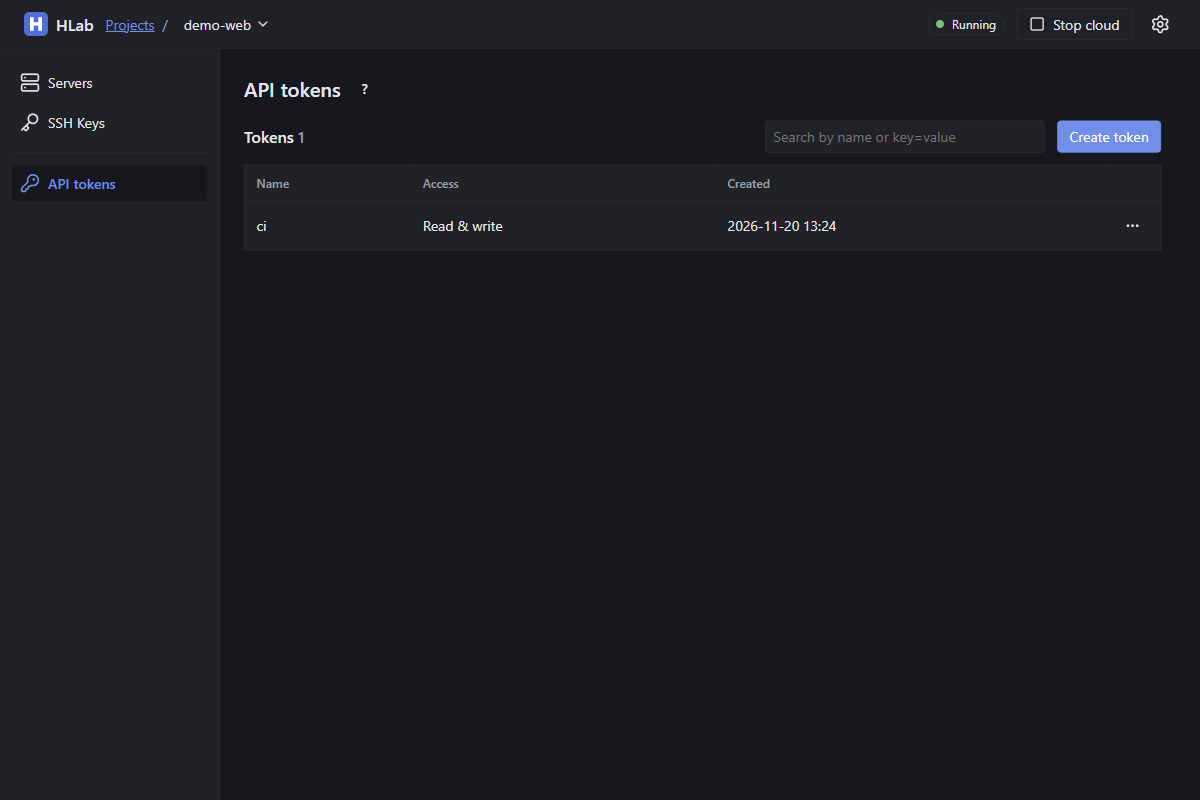 H HLab Projects / demo-web Running Stop cloud
Servers
SSH Keys
API tokens
API tokens ?
Tokens 1 Search by name or key=value Create token
Name Access Created
ci Read & write 2026-11-20 13:24 ···